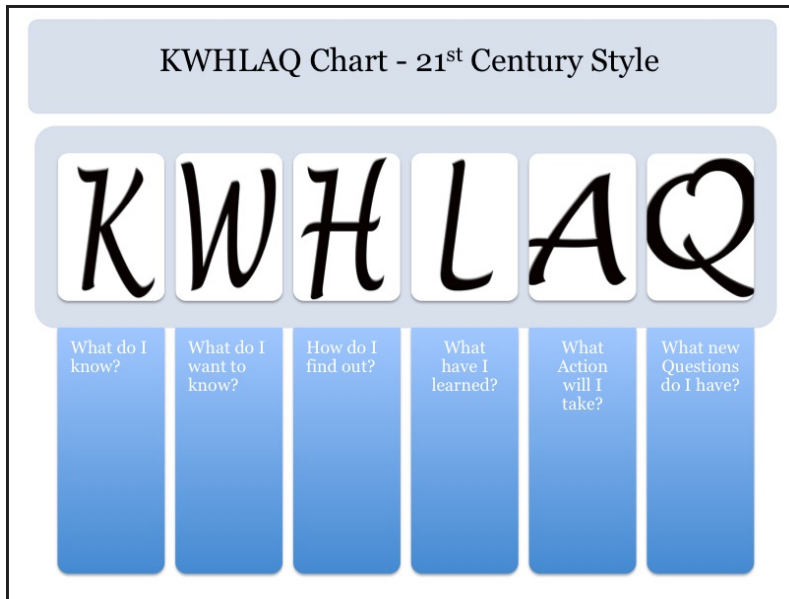 KWHLAQ Chart - 21st Century Style
K W H L A Q
What do I
know?
What do I
want to
know?
How do I
find out?
What
have I
learned?
What
Action
will I
take?
What new
Questions
do I have?